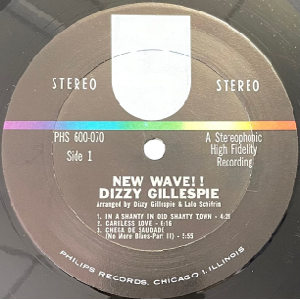 STEREO STEREO
PHS 600-070
Side 1
A Stereophonic
High Fidelity
Recording
NEW WAVE!!
DIZZY GILLESPIE
Arranged by Dizzy Gillespie & Lalo Schifrin
1. IN A SHANTY IN OLD SHANTY TOWN - 4:21
2. CARELESS LOVE - 6:16
3. CHEGA DE SAUDADE
(No More Blues-Part II) - 5:55
PHILIPS RECORDS, CHICAGO 1, ILLINOIS